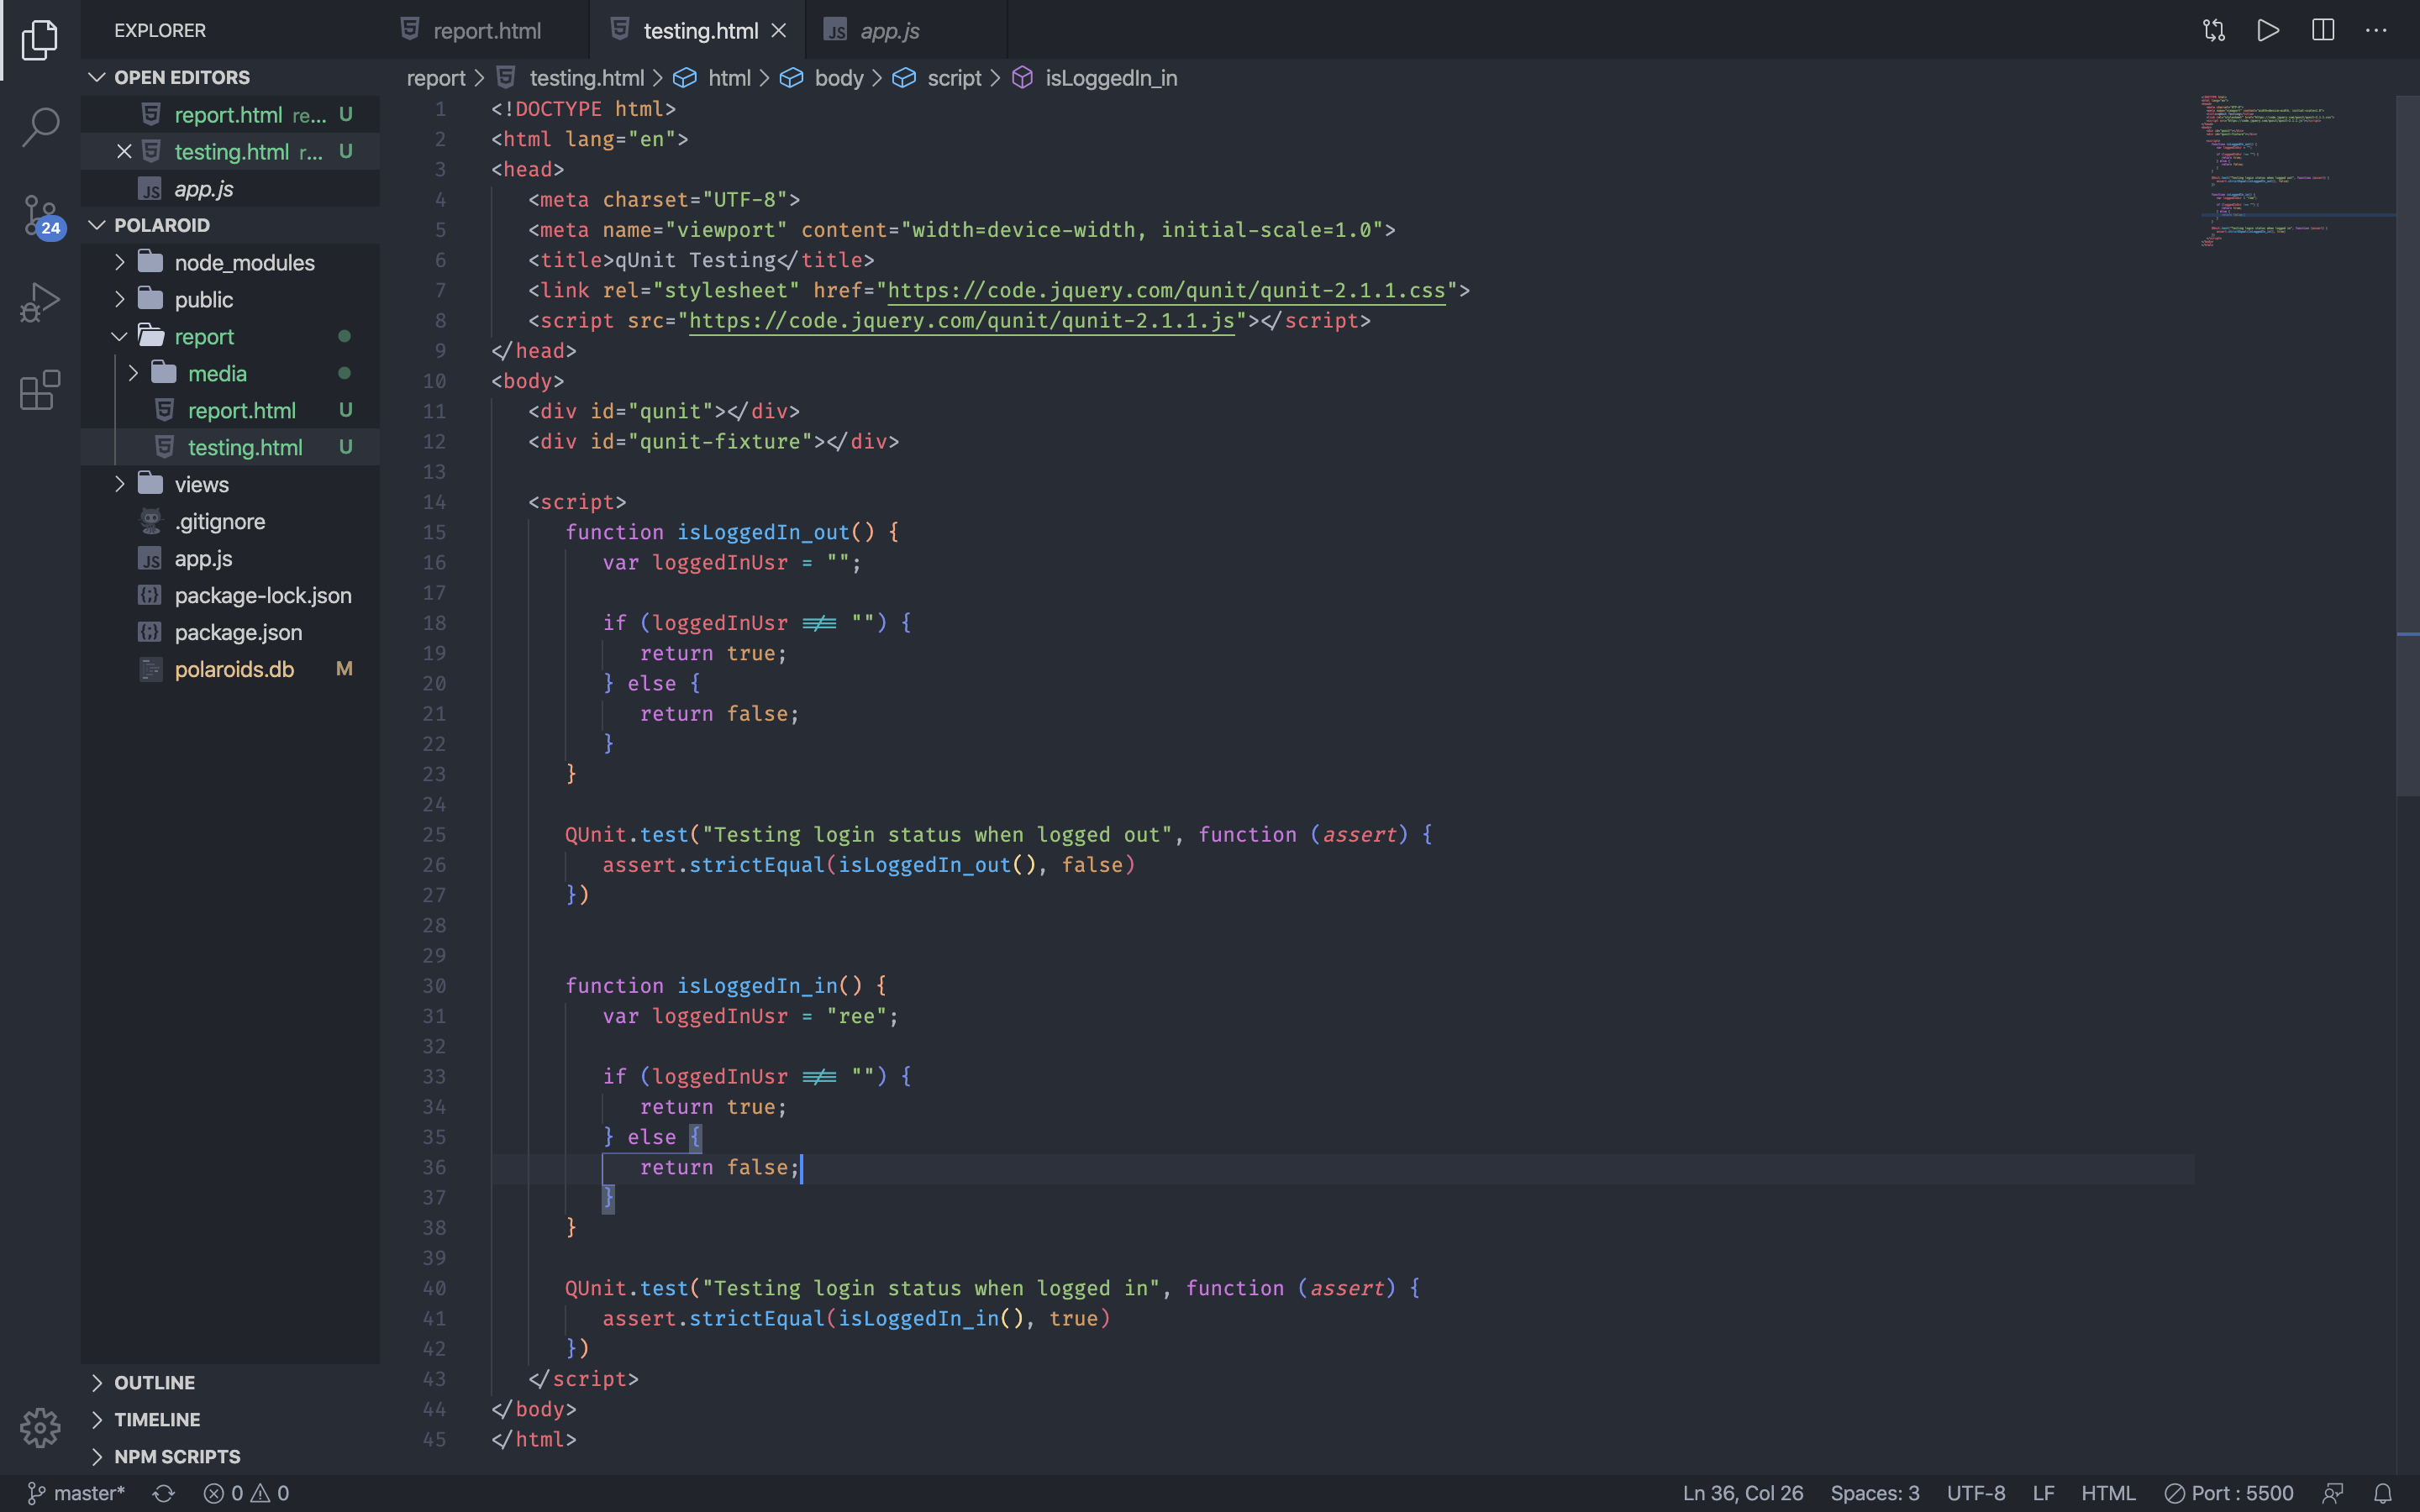 EXPLORER
OPEN EDITORS
report.html re... U
testing.html r... U
JS app.js
POLAROID
node_modules
public
report
media
report.html U
testing.html U
views
.gitignore
JS app.js
package-lock.json
package.json
polaroids.db M
OUTLINE
TIMELINE
NPM SCRIPTS
24
report.html
testing.html
JS app.js
report > testing.html > html > body > script > isLoggedIn_in
1 <!DOCTYPE html>
2 <html lang="en">
3 <head>
4 <meta charset="UTF-8">
5 <meta name="viewport" content="width=device-width, initial-scale=1.0">
6 <title>qUnit Testing</title>
7 <link rel="stylesheet" href="https://code.jquery.com/qunit/qunit-2.1.1.css">
8 <script src="https://code.jquery.com/qunit/qunit-2.1.1.js"></script>
9 </head>
10 <body>
11 <div id="qunit"></div>
12 <div id="qunit-fixture"></div>
13
14 <script>
15 function isLoggedIn_out() {
16 var loggedInUsr = "";
17
18 if (loggedInUsr !== "") {
19 return true;
20 } else {
21 return false;
22 }
23 }
24
25 QUnit.test("Testing login status when logged out", function (assert) {
26 assert.strictEqual(isLoggedIn_out(), false)
27 })
28
29
30 function isLoggedIn_in() {
31 var loggedInUsr = "ree";
32
33 if (loggedInUsr !== "") {
34 return true;
35 } else {
36 return false;
37 }
38 }
39
40 QUnit.test("Testing login status when logged in", function (assert) {
41 assert.strictEqual(isLoggedIn_in(), true)
42 })
43 </script>
44 </body>
45 </html>
master* 0 0 Ln 36, Col 26 Spaces: 3 UTF-8 LF HTML Port : 5500